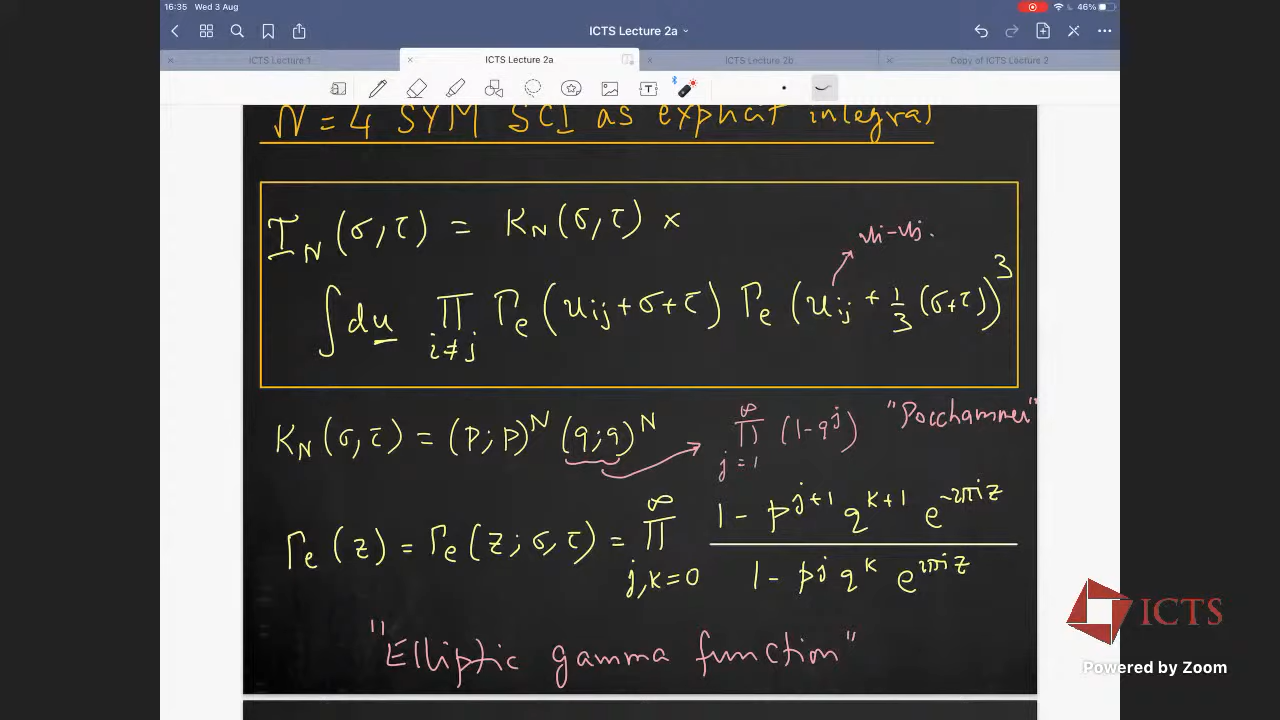 16:35 Wed 3 Aug
46%
ICTS Lecture 2a
ICTS Lecture 1
ICTS Lecture 2a
ICTS Lecture 2b
Copy of ICTS Lecture 2
N = 4 SYM SCI as explicit integral
I_N (σ,τ) = K_N (σ,τ) ×
u_i - u_j.
∫ du ∏_{i≠j} Γ_e (u_ij + σ + τ) Γ_e (u_ij + 1/3 (σ+τ))^3
K_N (σ,τ) = (p;p)^N (q;q)^N → ∏_{j=1}^∞ (1-q^j) "Pocchammer"
Γ_e (z) = Γ_e (z; σ, τ) = ∏_{j,k=0}^∞ (1 - p^{j+1} q^{k+1} e^{-2πiz}) / (1 - p^j q^k e^{2πiz})
"Elliptic gamma function"
ICTS
Powered by Zoom